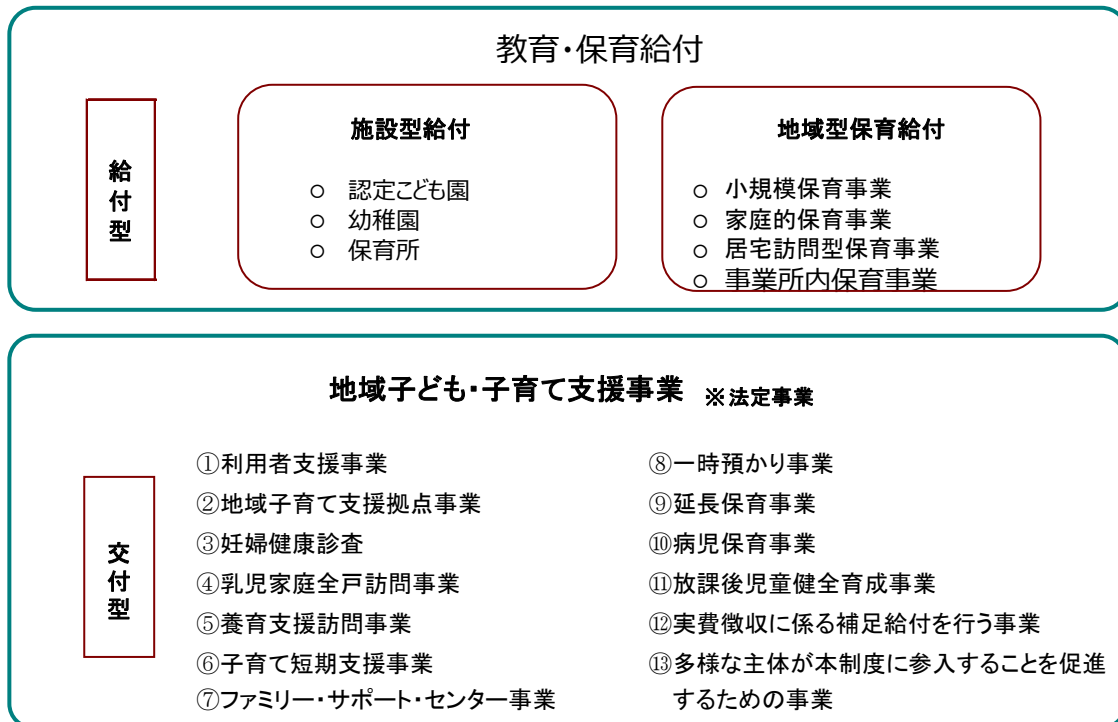 教育・保育給付
給付型
施設型給付
○ 認定こども園
○ 幼稚園
○ 保育所
地域型保育給付
○ 小規模保育事業
○ 家庭的保育事業
○ 居宅訪問型保育事業
○ 事業所内保育事業
地域子ども・子育て支援事業 ※法定事業
交付型
①利用者支援事業
②地域子育て支援拠点事業
③妊婦健康診査
④乳児家庭全戸訪問事業
⑤養育支援訪問事業
⑥子育て短期支援事業
⑦ファミリー・サポート・センター事業
⑧一時預かり事業
⑨延長保育事業
⑩病児保育事業
⑪放課後児童健全育成事業
⑫実費徴収に係る補足給付を行う事業
⑬多様な主体が本制度に参入することを促進
するための事業